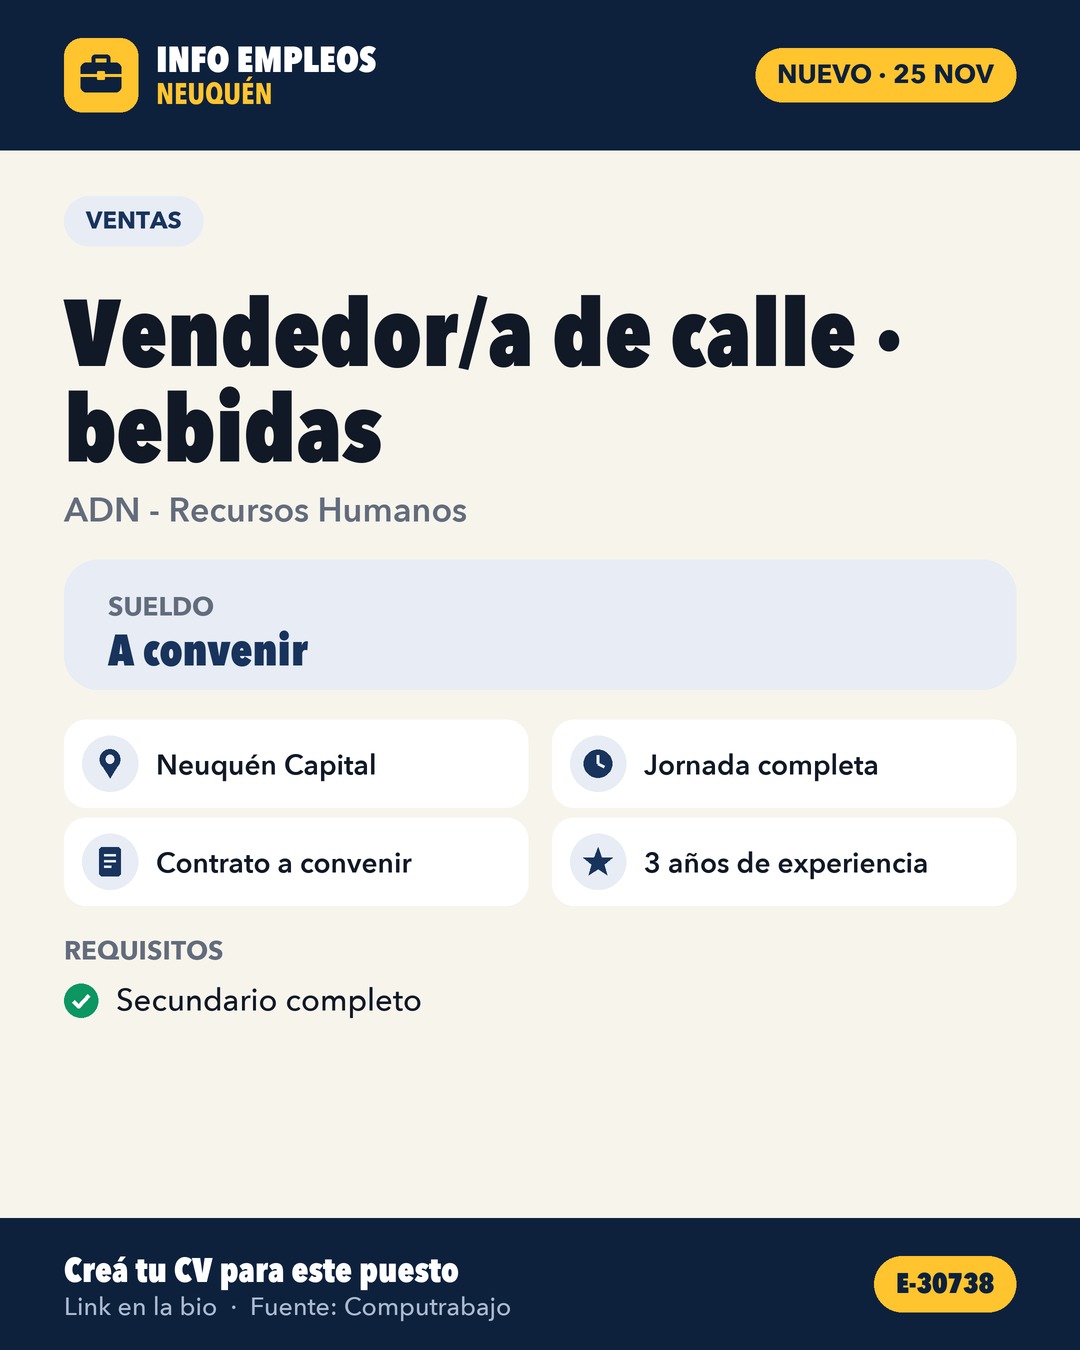 INFO EMPLEOS
NEUQUÉN
NUEVO · 25 NOV
VENTAS
Vendedor/a de calle ·
bebidas
ADN - Recursos Humanos
SUELDO
A convenir
Neuquén Capital
Jornada completa
Contrato a convenir
3 años de experiencia
REQUISITOS
Secundario completo
Creá tu CV para este puesto
Link en la bio · Fuente: Computrabajo
E-30738